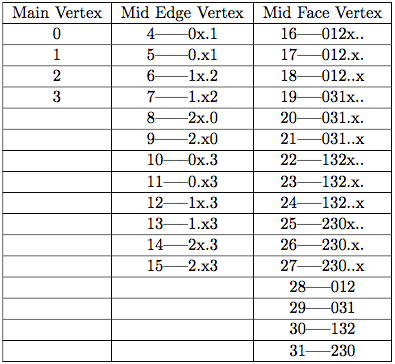 Main Vertex Mid Edge Vertex Mid Face Vertex
0 4——0x.1 16——012x..
1 5——0.x1 17——012.x.
2 6——1x.2 18——012..x
3 7——1.x2 19——031x..
8——2x.0 20——031.x.
9——2.x0 21——031..x
10——0x.3 22——132x..
11——0.x3 23——132.x.
12——1x.3 24——132..x
13——1.x3 25——230x..
14——2x.3 26——230.x.
15——2.x3 27——230..x
28——012
29——031
30——132
31——230